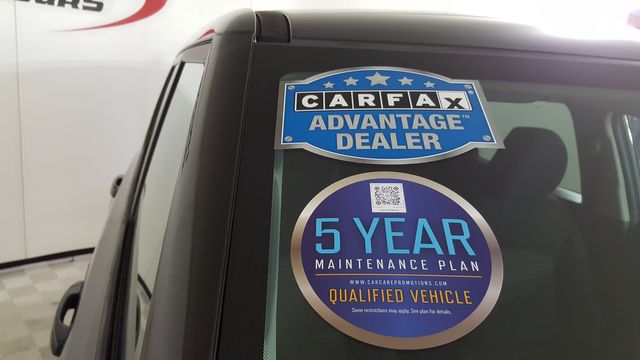 CARFAX
ADVANTAGE™
DEALER
5 YEAR
MAINTENANCE PLAN
WWW.CARCAREPROMOTIONS.COM
QUALIFIED VEHICLE
Some restrictions may apply. See plan for details.